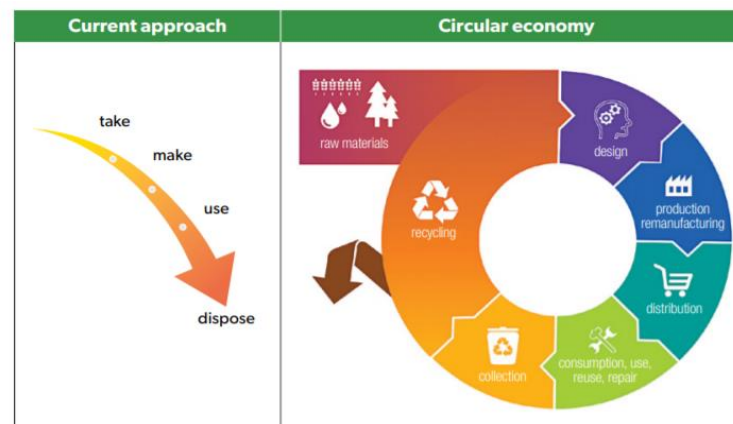 Current approach
Circular economy
take
make
use
dispose
raw materials
design
production
remanufacturing
distribution
consumption, use,
reuse, repair
collection
recycling